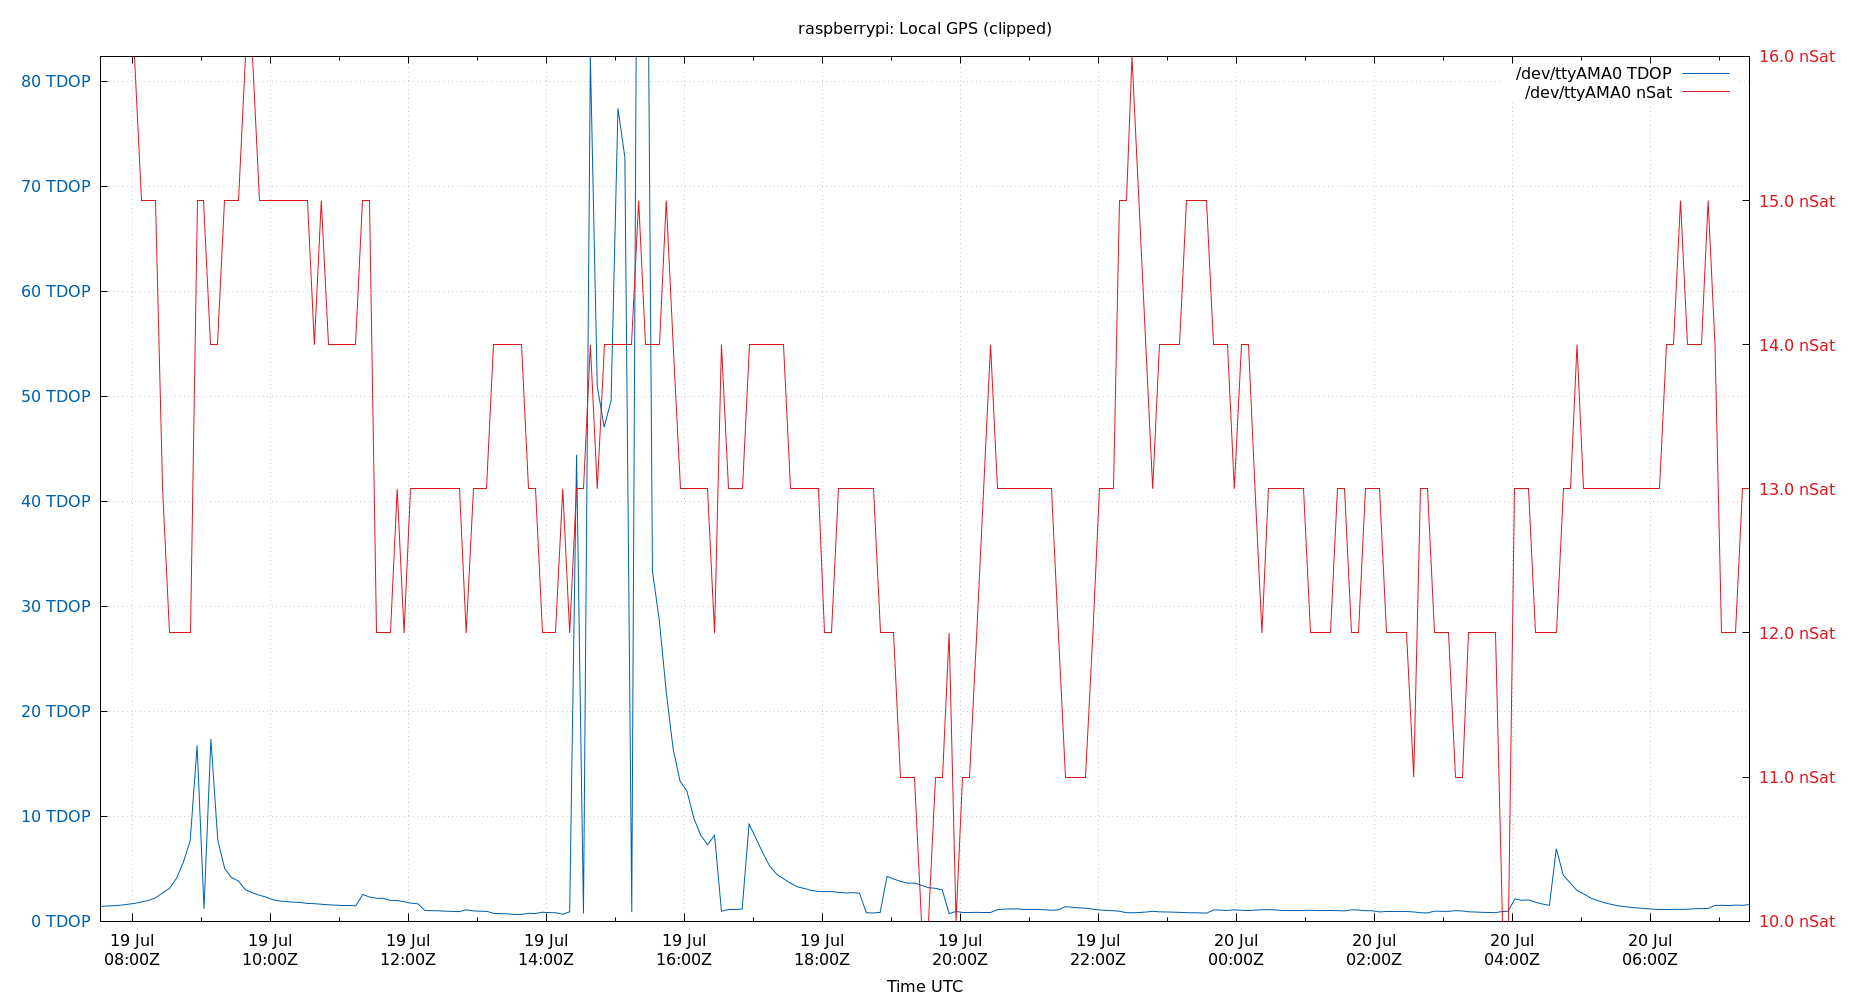 raspberrypi: Local GPS (clipped)
/dev/ttyAMA0 TDOP
/dev/ttyAMA0 nSat
80 TDOP
70 TDOP
60 TDOP
50 TDOP
40 TDOP
30 TDOP
20 TDOP
10 TDOP
0 TDOP
16.0 nSat
15.0 nSat
14.0 nSat
13.0 nSat
12.0 nSat
11.0 nSat
10.0 nSat
19 Jul
08:00Z
19 Jul
10:00Z
19 Jul
12:00Z
19 Jul
14:00Z
19 Jul
16:00Z
19 Jul
18:00Z
19 Jul
20:00Z
19 Jul
22:00Z
20 Jul
00:00Z
20 Jul
02:00Z
20 Jul
04:00Z
20 Jul
06:00Z
Time UTC